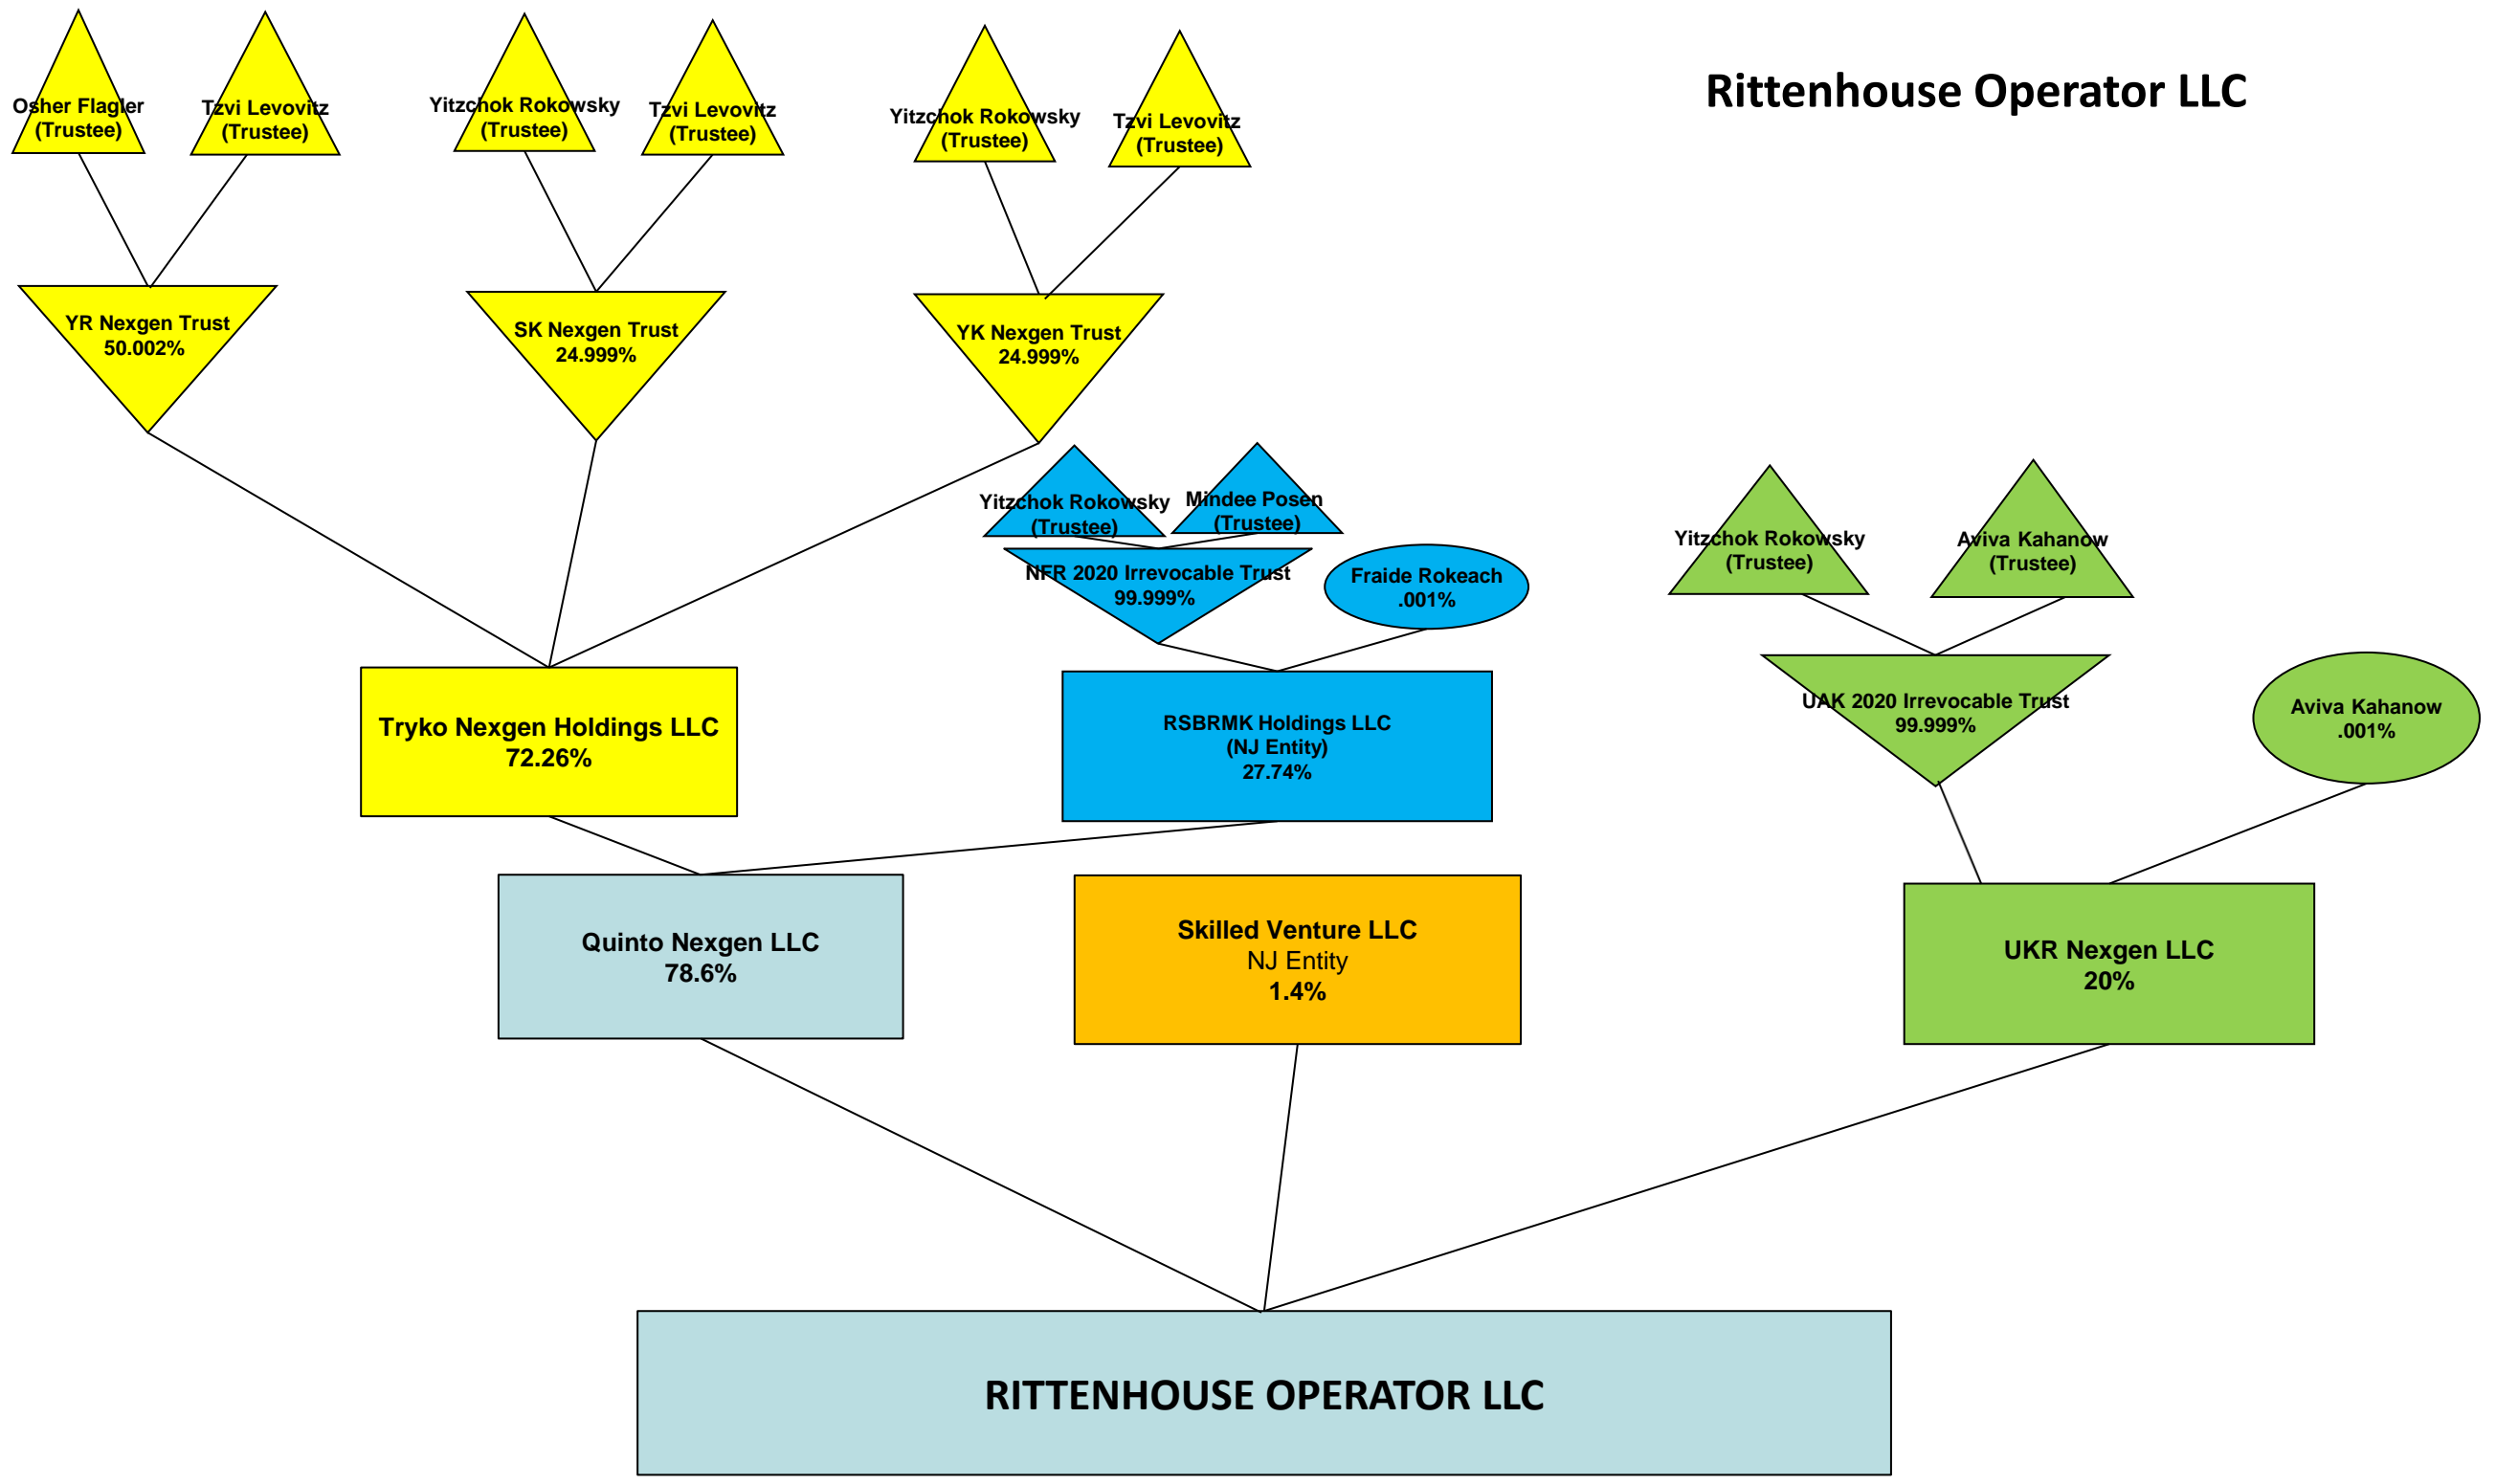 Rittenhouse Operator LLC
Osher Flagler
(Trustee)
Tzvi Levovitz
(Trustee)
Yitzchok Rokowsky
(Trustee)
Tzvi Levovitz
(Trustee)
Yitzchok Rokowsky
(Trustee)
Tzvi Levovitz
(Trustee)
YR Nexgen Trust
50.002%
SK Nexgen Trust
24.999%
YK Nexgen Trust
24.999%
Yitzchok Rokowsky
(Trustee)
Mindee Posen
(Trustee)
Yitzchok Rokowsky
(Trustee)
Aviva Kahanow
(Trustee)
NFR 2020 Irrevocable Trust
99.999%
Fraide Rokeach
.001%
UAK 2020 Irrevocable Trust
99.999%
Aviva Kahanow
.001%
Tryko Nexgen Holdings LLC
72.26%
RSBRMK Holdings LLC
(NJ Entity)
27.74%
Quinto Nexgen LLC
78.6%
Skilled Venture LLC
NJ Entity
1.4%
UKR Nexgen LLC
20%
RITTENHOUSE OPERATOR LLC